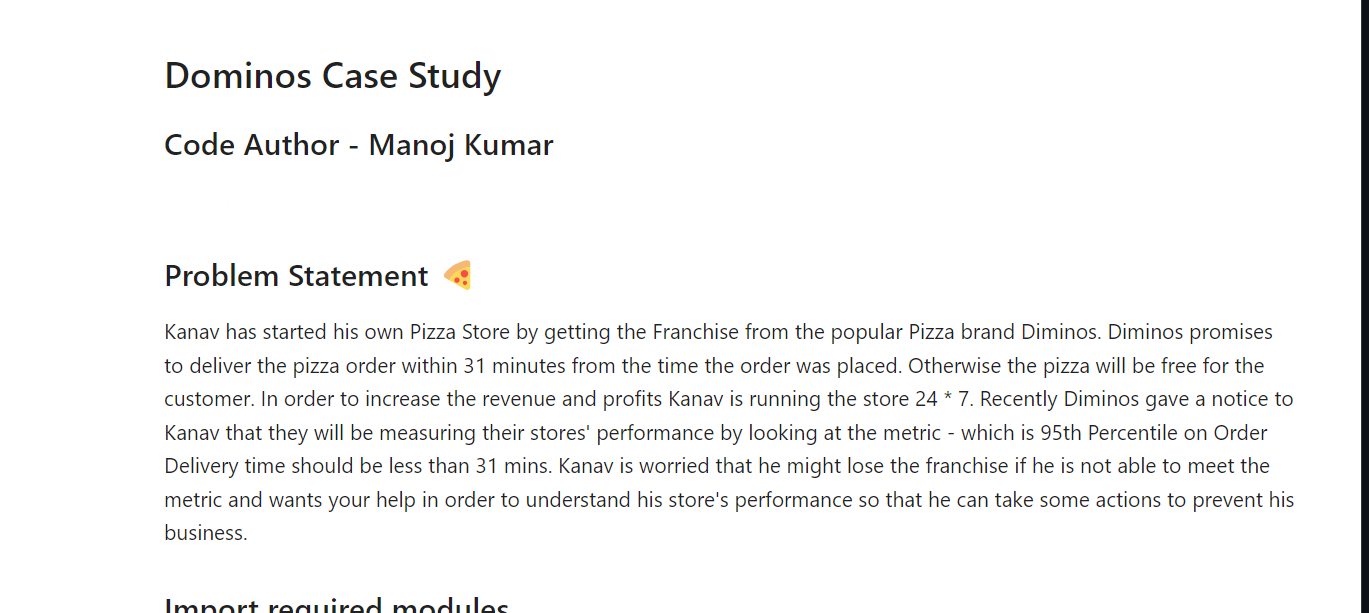 Dominos Case Study
Code Author - Manoj Kumar
Problem Statement 🍕
Kanav has started his own Pizza Store by getting the Franchise from the popular Pizza brand Diminos. Diminos promises
to deliver the pizza order within 31 minutes from the time the order was placed. Otherwise the pizza will be free for the
customer. In order to increase the revenue and profits Kanav is running the store 24 * 7. Recently Diminos gave a notice to
Kanav that they will be measuring their stores' performance by looking at the metric - which is 95th Percentile on Order
Delivery time should be less than 31 mins. Kanav is worried that he might lose the franchise if he is not able to meet the
metric and wants your help in order to understand his store's performance so that he can take some actions to prevent his
business.
Import required modules